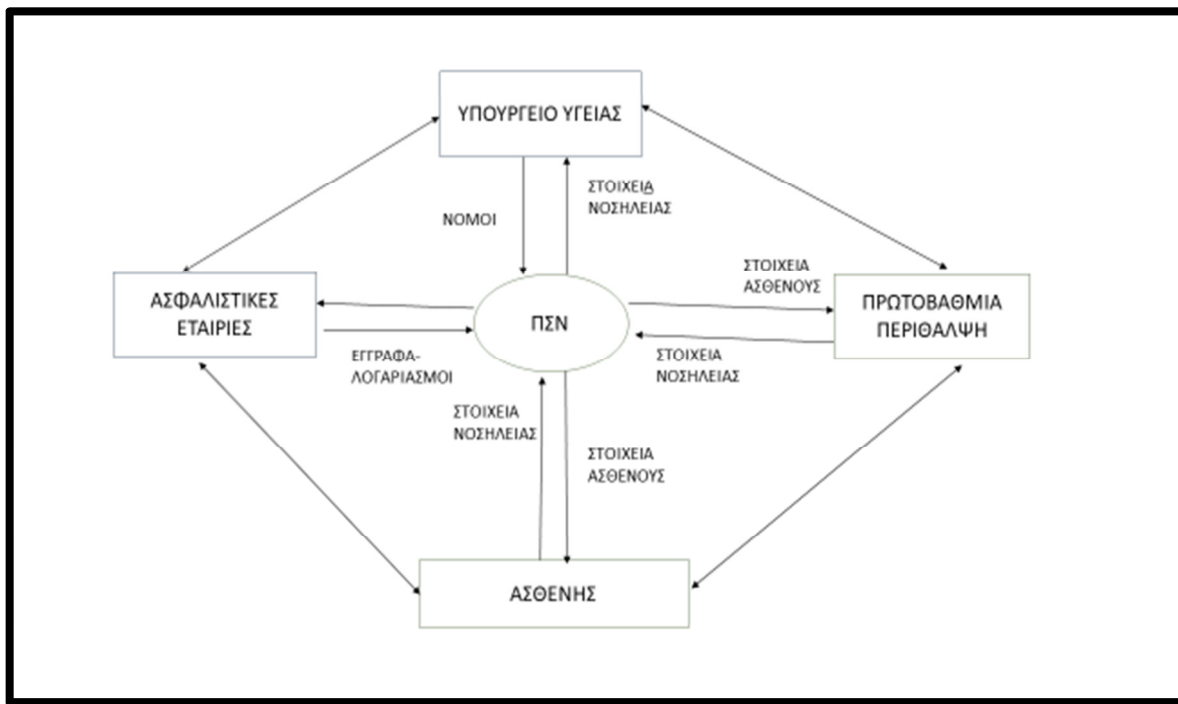 ΥΠΟΥΡΓΕΙΟ ΥΓΕΙΑΣ
ΣΤΟΙΧΕΙΑ
ΝΟΣΗΛΕΙΑΣ
ΝΟΜΟΙ
ΣΤΟΙΧΕΙΑ
ΑΣΘΕΝΟΥΣ
ΑΣΦΑΛΙΣΤΙΚΕΣ
ΕΤΑΙΡΙΕΣ
ΠΣΝ
ΠΡΩΤΟΒΑΘΜΙΑ
ΠΕΡΙΘΑΛΨΗ
ΕΓΓΡΑΦΑ-
ΛΟΓΑΡΙΑΣΜΟΙ
ΣΤΟΙΧΕΙΑ
ΝΟΣΗΛΕΙΑΣ
ΣΤΟΙΧΕΙΑ
ΝΟΣΗΛΕΙΑΣ
ΣΤΟΙΧΕΙΑ
ΑΣΘΕΝΟΥΣ
ΑΣΘΕΝΗΣ